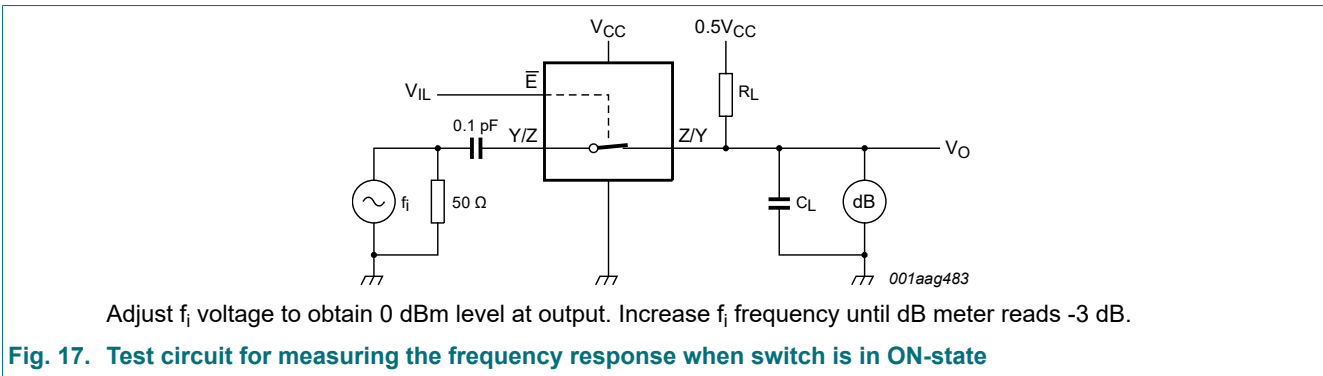 VCC
0.5VCC
E̅
VIL
RL
0.1 pF
Y/Z
Z/Y
VO
fi
50 Ω
CL
dB
001aag483
Adjust fi voltage to obtain 0 dBm level at output. Increase fi frequency until dB meter reads -3 dB.
Fig. 17. Test circuit for measuring the frequency response when switch is in ON-state